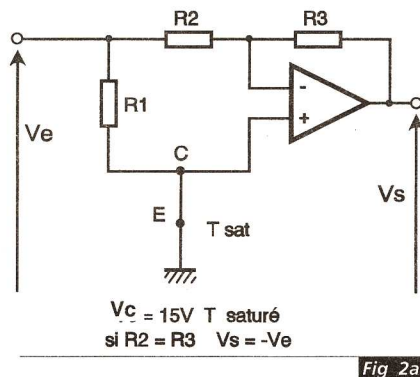 R2
R3
R1
-
+
Ve
C
E
T sat
Vs
Vc = 15V T saturé
si R2 = R3 Vs = -Ve
Fig 2a